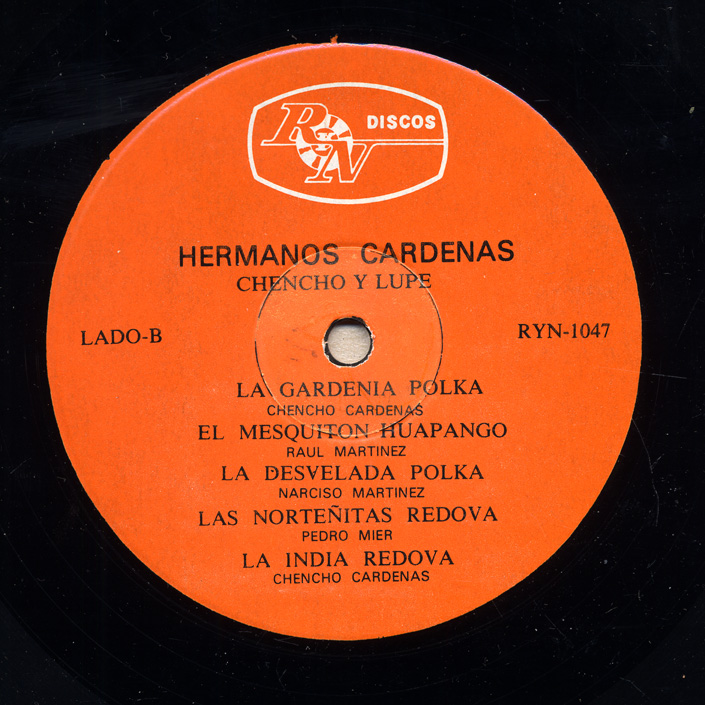 RYN DISCOS
HERMANOS CARDENAS
CHENCHO Y LUPE
LADO-B
RYN-1047
LA GARDENIA POLKA
CHENCHO CARDENAS
EL MESQUITON HUAPANGO
RAUL MARTINEZ
LA DESVELADA POLKA
NARCISO MARTINEZ
LAS NORTEÑITAS REDOVA
PEDRO MIER
LA INDIA REDOVA
CHENCHO CARDENAS